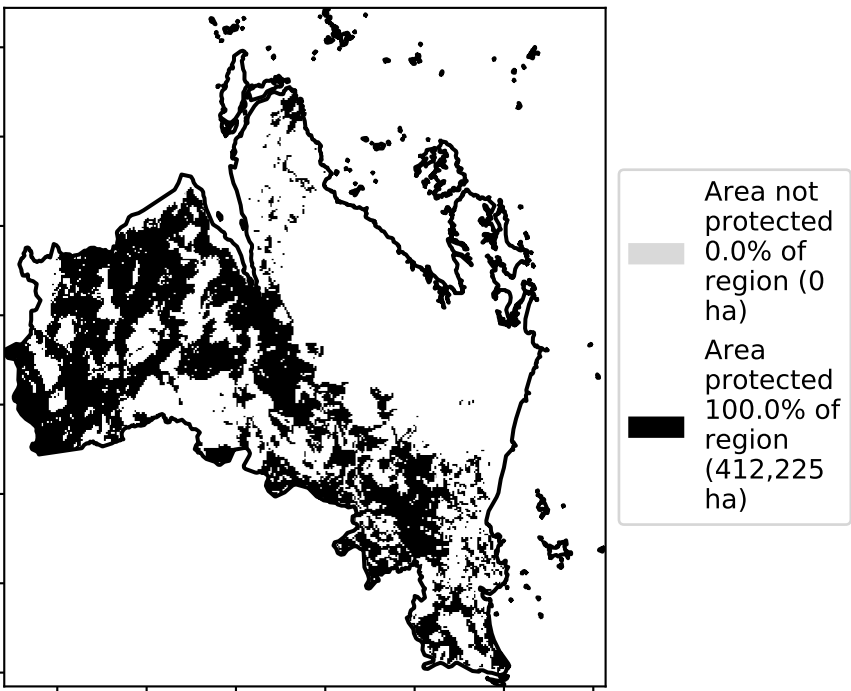 Area not
protected
0.0% of
region (0
ha)
Area
protected
100.0% of
region
(412,225
ha)